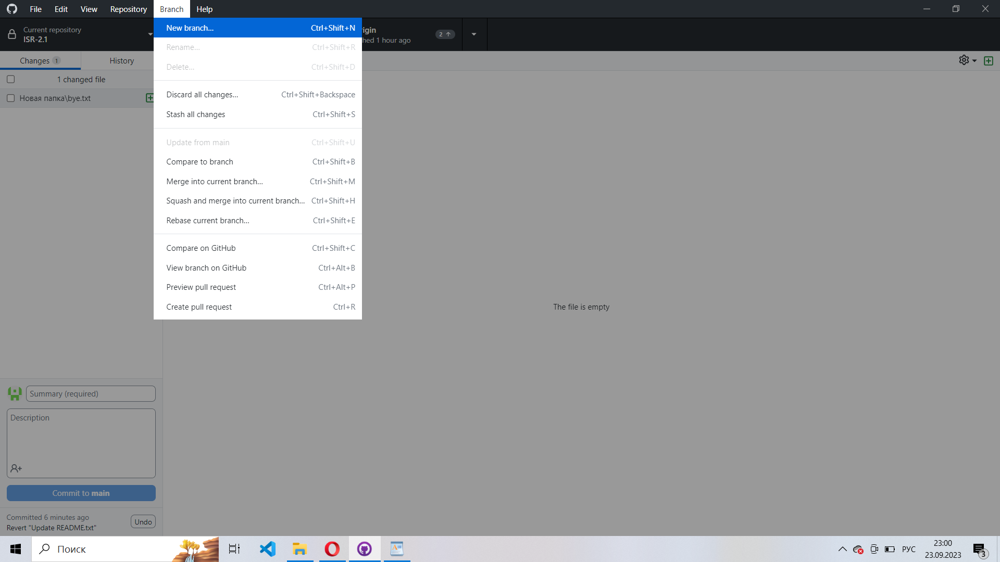 File Edit View Repository Branch Help
Current repository
ISR-2.1
New branch... Ctrl+Shift+N
Rename... Ctrl+Shift+R
Delete... Ctrl+Shift+D
Discard all changes... Ctrl+Shift+Backspace
Stash all changes Ctrl+Shift+S
Update from main Ctrl+Shift+U
Compare to branch Ctrl+Shift+B
Merge into current branch... Ctrl+Shift+M
Squash and merge into current branch... Ctrl+Shift+H
Rebase current branch... Ctrl+Shift+E
Compare on GitHub Ctrl+Shift+C
View branch on GitHub Ctrl+Alt+B
Preview pull request Ctrl+Alt+P
Create pull request Ctrl+R
1 hour ago
2
Changes 1 History
1 changed file
Новая папка\bye.txt
The file is empty
Summary (required)
Description
Commit to main
Committed 6 minutes ago
Revert "Update README.txt"
Undo
Поиск
РУС
23:00
23.09.2023
3